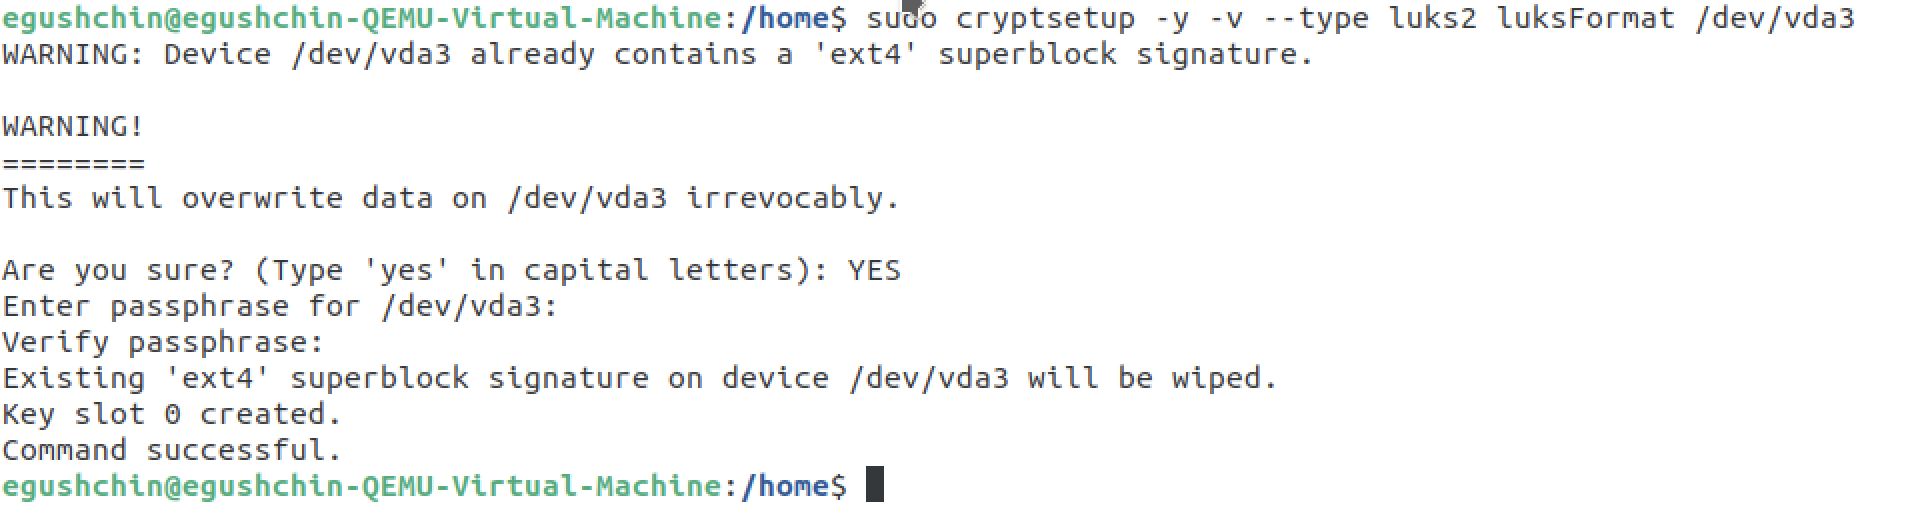 egushchin@egushchin-QEMU-Virtual-Machine:/home$ sudo cryptsetup -y -v --type luks2 luksFormat /dev/vda3
WARNING: Device /dev/vda3 already contains a 'ext4' superblock signature.
WARNING!
========
This will overwrite data on /dev/vda3 irrevocably.
Are you sure? (Type 'yes' in capital letters): YES
Enter passphrase for /dev/vda3:
Verify passphrase:
Existing 'ext4' superblock signature on device /dev/vda3 will be wiped.
Key slot 0 created.
Command successful.
egushchin@egushchin-QEMU-Virtual-Machine:/home$